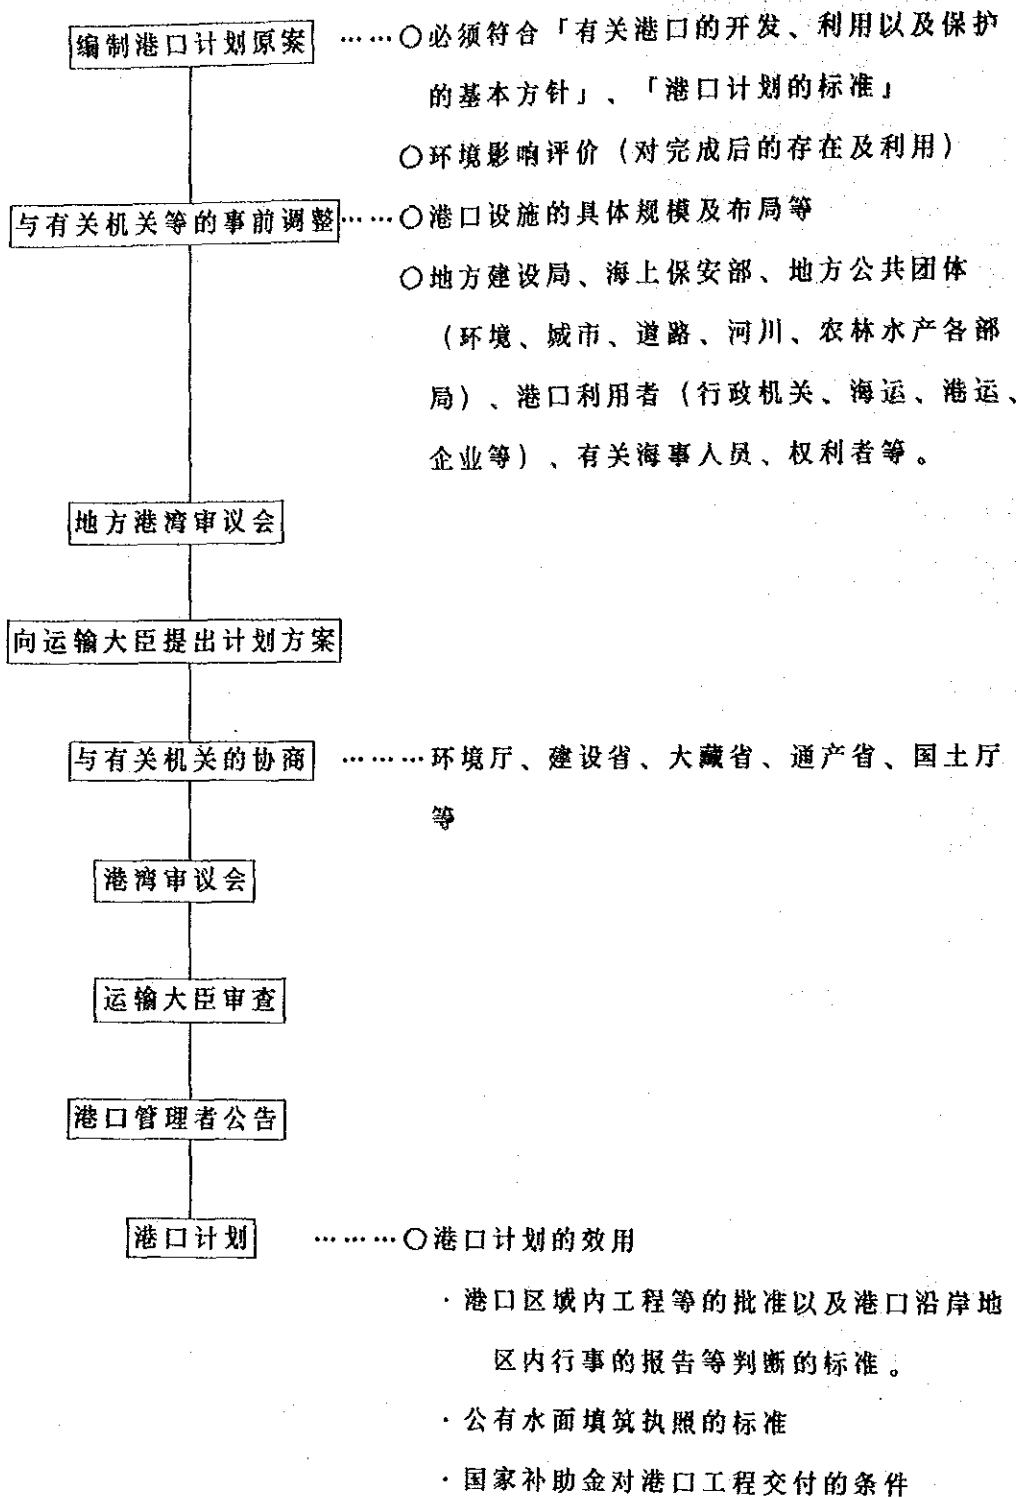 编制港口计划原案 ……○必须符合「有关港口的开发、利用以及保护
的基本方针」、「港口计划的标准」
○环境影响评价（对完成后的存在及利用）
与有关机关等的事前调整……○港口设施的具体规模及布局等
○地方建设局、海上保安部、地方公共团体
（环境、城市、道路、河川、农林水产各部
局）、港口利用者（行政机关、海运、港运、
企业等）、有关海事人员、权利者等。
地方港湾审议会
向运输大臣提出计划方案
与有关机关的协商 ………环境厅、建设省、大藏省、通产省、国土厅
等
港湾审议会
运输大臣审查
港口管理者公告
港口计划 ………○港口计划的效用
·港口区域内工程等的批准以及港口沿岸地
区内行事的报告等判断的标准。
·公有水面填筑执照的标准
·国家补助金对港口工程交付的条件